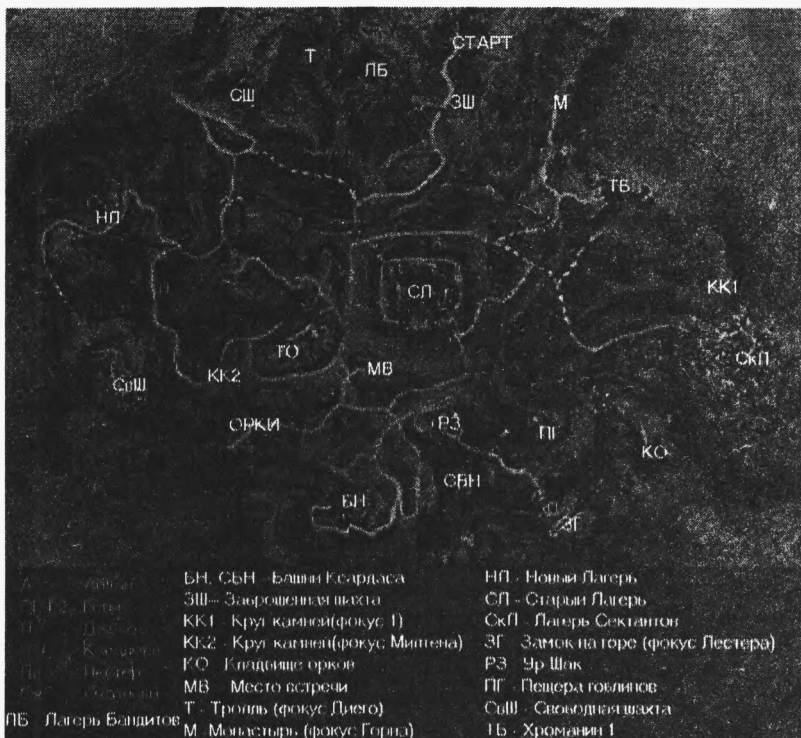 СТАРТ
Т
ЛБ
СШ
ЗШ
М
ТВ
НЛ
СЛ
КК1
СкЛ
ТО
МВ
КК2
СвШ
ОРКИ
РЗ
ПГ
КО
СБН
БН
ЗГ
БН, СБН - Башни Ксардаса
ЗШ - Заброшенная шахта
КК1 - Круг камней(фокус 1)
КК2 - Круг камней(фокус Милтена)
КО - Кладбище орков
МВ - Место встречи
Т - Тролль (фокус Диего)
М - Монастырь (фокус Горна)
ЛБ - Лагерь Бандитов
НЛ - Новый Лагерь
СЛ - Старый Лагерь
СкЛ - Лагерь Сектантов
ЗГ - Замок на горе (фокус Лестера)
РЗ - Ур Шак
ПГ - Пещера гоблинов
СвШ - Свободная шахта
ТБ - Хроманин 1